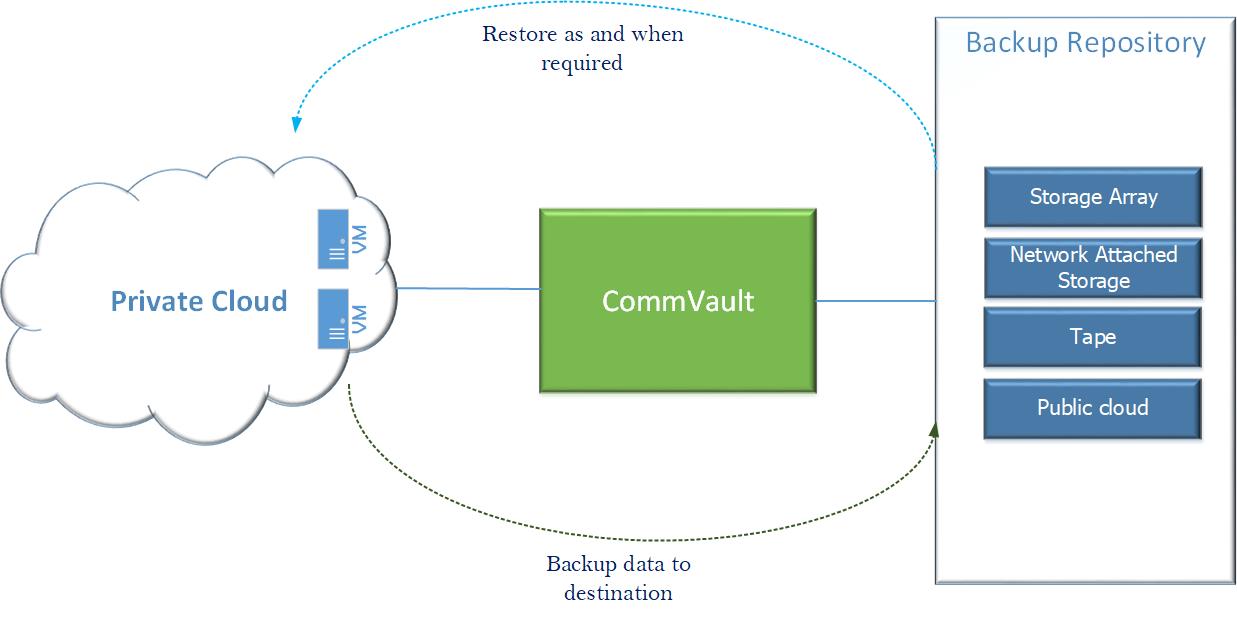 Restore as and when
required
Backup Repository
Storage Array
VM
Network Attached
Storage
Private Cloud
CommVault
VM
Tape
Public cloud
Backup data to
destination